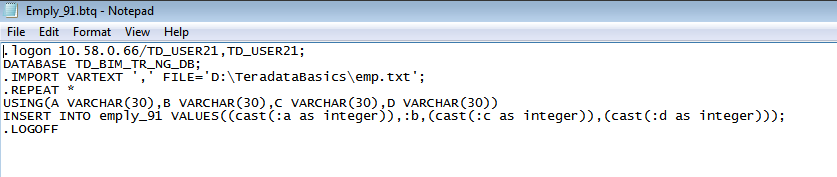 Emply_91.btq - Notepad
File Edit Format View Help
.logon 10.58.0.66/TD_USER21,TD_USER21;
DATABASE TD_BIM_TR_NG_DB;
.IMPORT VARTEXT ',' FILE='D:\TeradataBasics\emp.txt';
.REPEAT *
USING(A VARCHAR(30),B VARCHAR(30),C VARCHAR(30),D VARCHAR(30))
INSERT INTO emply_91 VALUES((cast(:a as integer)),:b,(cast(:c as integer)),(cast(:d as integer)));
.LOGOFF